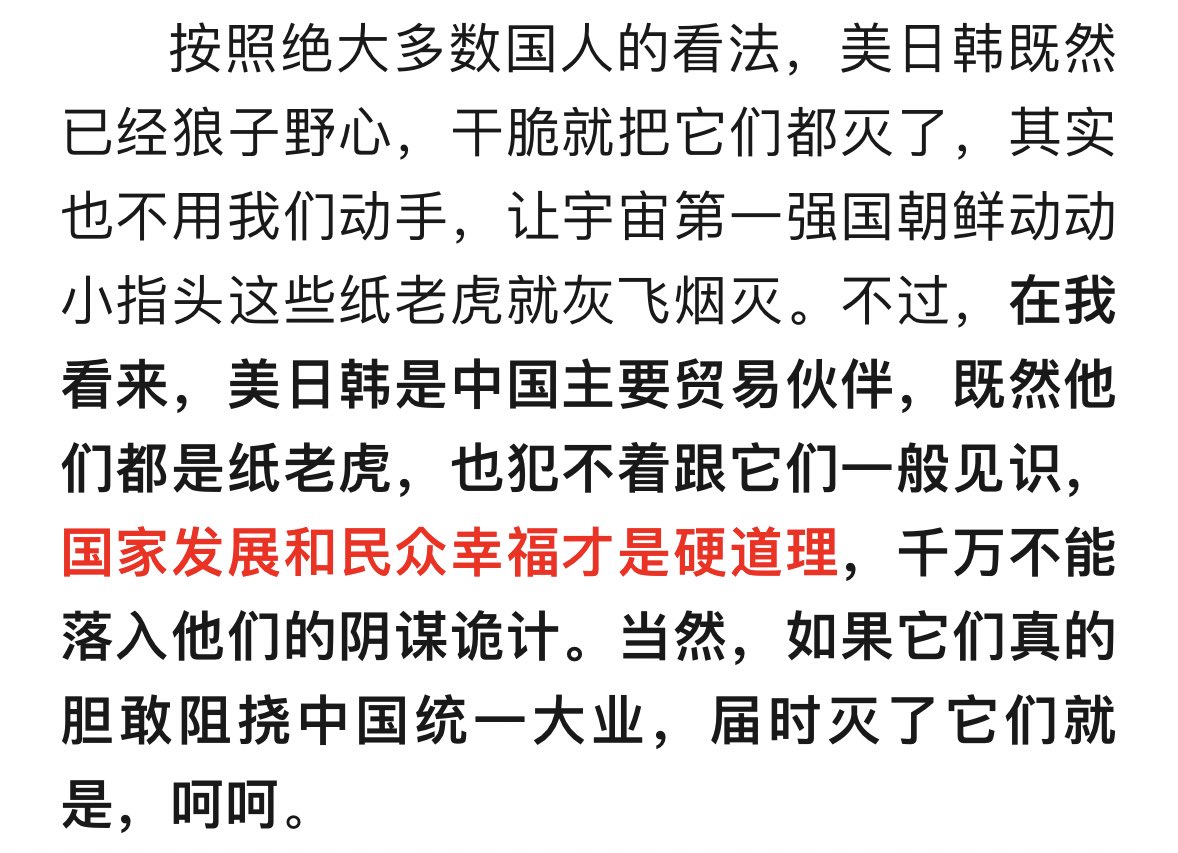 按照绝大多数国人的看法，美日韩既然
已经狼子野心，干脆就把它们都灭了，其实
也不用我们动手，让宇宙第一强国朝鲜动动
小指头这些纸老虎就灰飞烟灭。不过，在我
看来，美日韩是中国主要贸易伙伴，既然他
们都是纸老虎，也犯不着跟它们一般见识，
国家发展和民众幸福才是硬道理，千万不能
落入他们的阴谋诡计。当然，如果它们真的
胆敢阻挠中国统一大业，届时灭了它们就
是，呵呵。